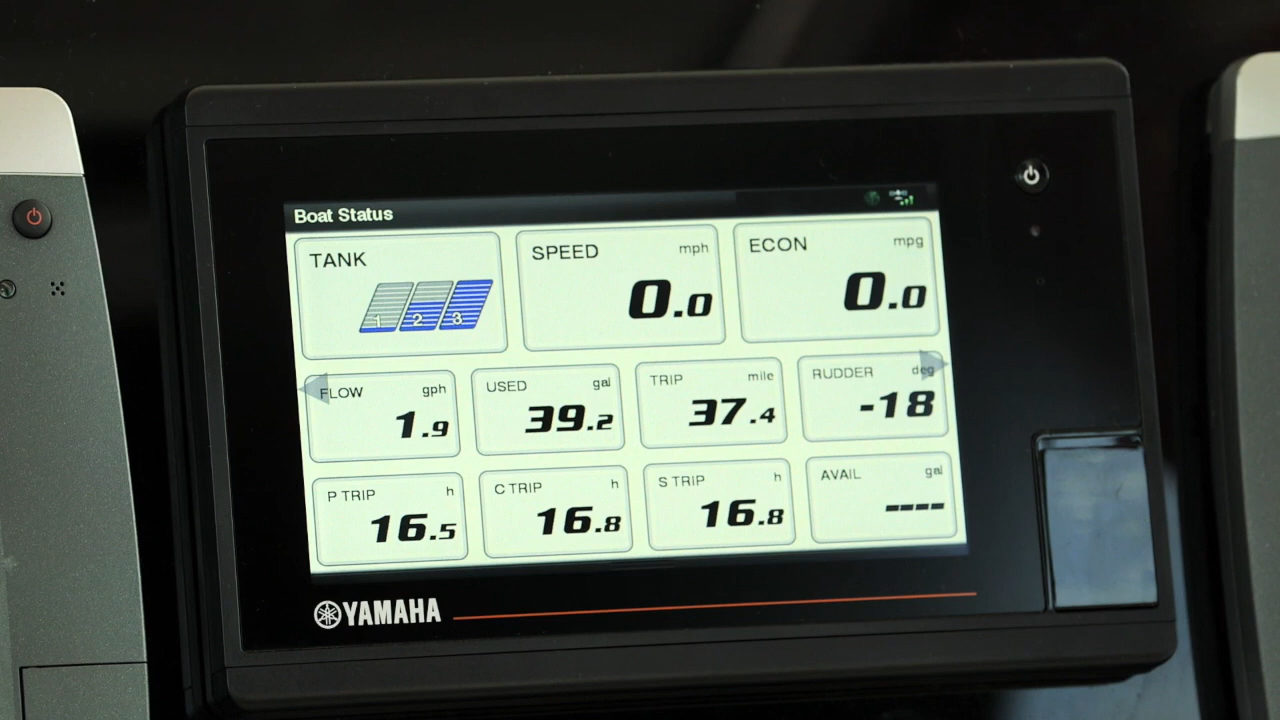 Boat Status
TANK
1 2 3
SPEED mph
0.0
ECON mpg
0.0
FLOW gph
1.9
USED gal
39.2
TRIP mile
37.4
RUDDER deg
-18
P TRIP h
16.5
C TRIP h
16.8
S TRIP h
16.8
AVAIL gal
----
YAMAHA